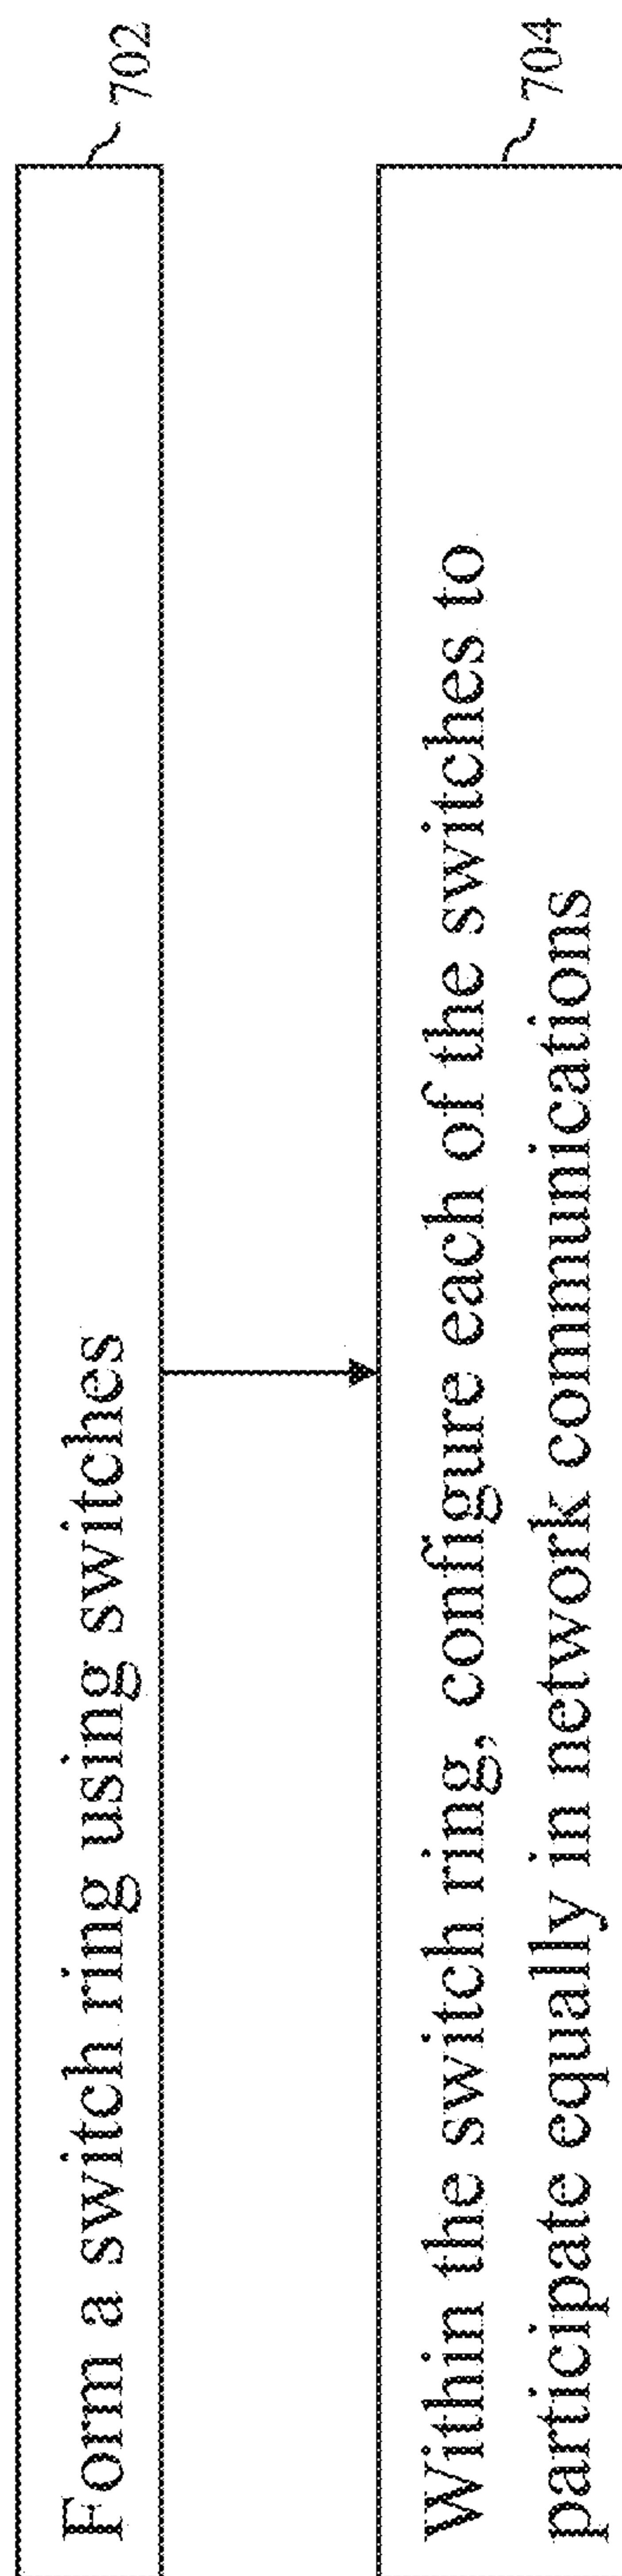 Form a switch ring using switches
702
Within the switch ring, configure each of the switches to
participate equally in network communications
704